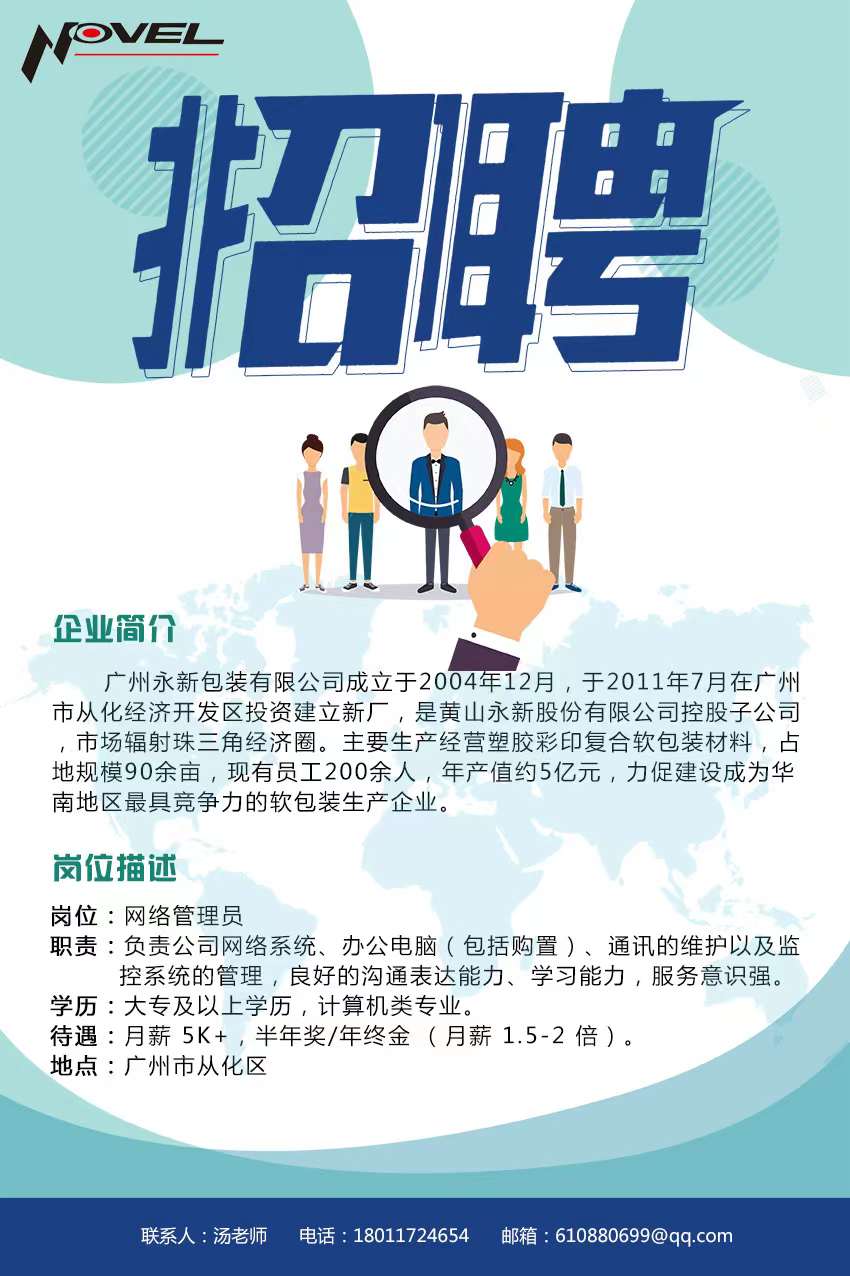 NOVEL
招聘
企业简介
广州永新包装有限公司成立于2004年12月，于2011年7月在广州
市从化经济开发区投资建立新厂，是黄山永新股份有限公司控股子公司
，市场辐射珠三角经济圈。主要生产经营塑胶彩印复合软包装材料，占
地规模90余亩，现有员工200余人，年产值约5亿元，力促建设成为华
南地区最具竞争力的软包装生产企业。
岗位描述
岗位：网络管理员
职责：负责公司网络系统、办公电脑（包括购置）、通讯的维护以及监
控系统的管理，良好的沟通表达能力、学习能力，服务意识强。
学历：大专及以上学历，计算机类专业。
待遇：月薪 5K+，半年奖/年终金 （月薪 1.5-2 倍）。
地点：广州市从化区
联系人：汤老师 电话：18011724654 邮箱：610880699@qq.com